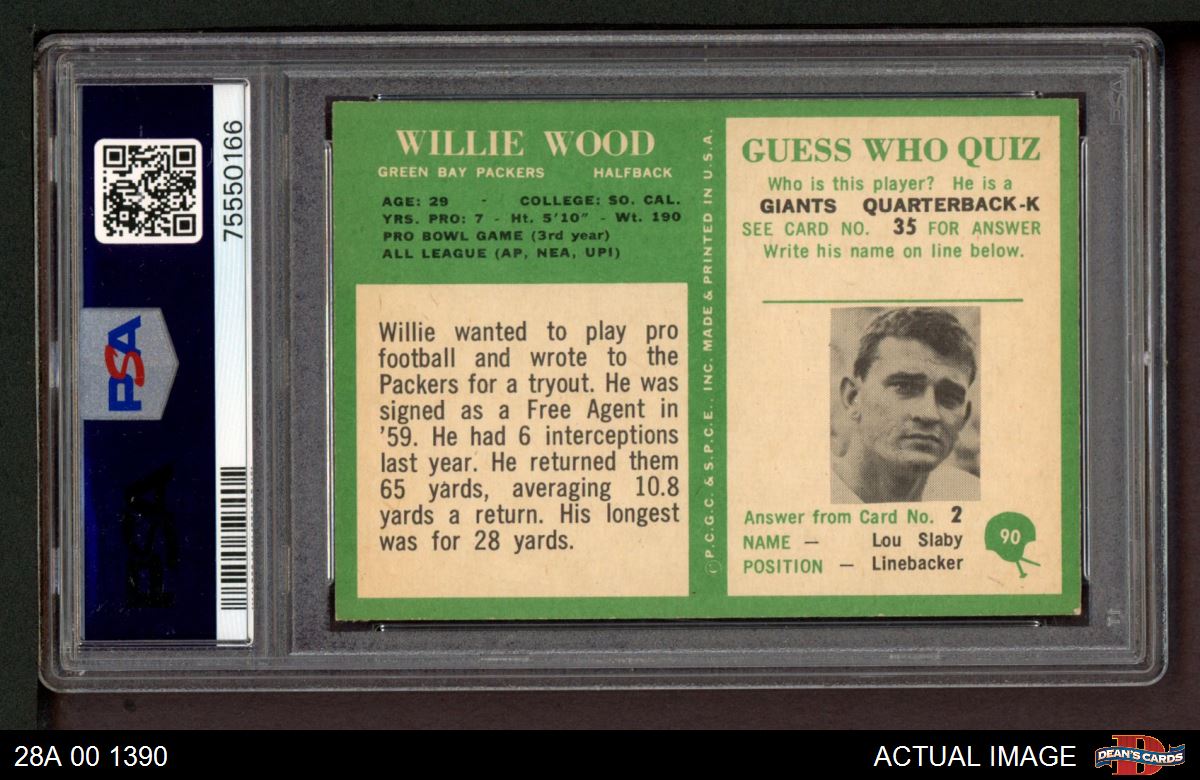 75550166
PSA
PSA
WILLIE WOOD
GREEN BAY PACKERS HALFBACK
AGE: 29 - COLLEGE: SO. CAL.
YRS. PRO: 7 - Ht. 5'10" - Wt. 190
PRO BOWL GAME (3rd year)
ALL LEAGUE (AP, NEA, UPI)
Willie wanted to play pro
football and wrote to the
Packers for a tryout. He was
signed as a Free Agent in
'59. He had 6 interceptions
last year. He returned them
65 yards, averaging 10.8
yards a return. His longest
was for 28 yards.
©P.C.G.C. & S.P.C.E., INC. MADE & PRINTED IN U.S.A.
GUESS WHO QUIZ
Who is this player? He is a
GIANTS QUARTERBACK-K
SEE CARD NO. 35 FOR ANSWER
Write his name on line below.
Answer from Card No. 2
NAME — Lou Slaby
POSITION — Linebacker
90
28A 00 1390
ACTUAL IMAGE
D
DEAN'S CARDS